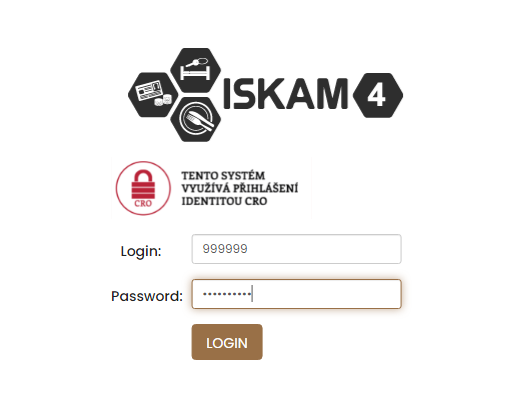 ISKAM 4
CRO
TENTO SYSTÉM
VYUŽÍVÁ PŘIHLÁŠENÍ
IDENTITOU CRO
Login: 999999
Password: ••••••••••
LOGIN